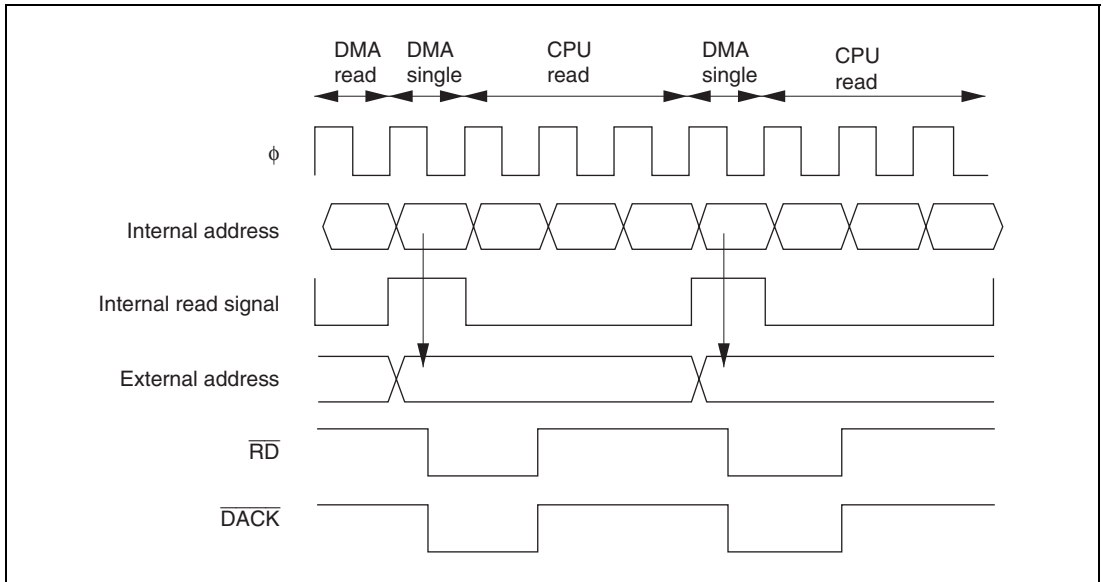 DMA read
DMA single
CPU read
DMA single
CPU read
φ
Internal address
Internal read signal
External address
RD
DACK